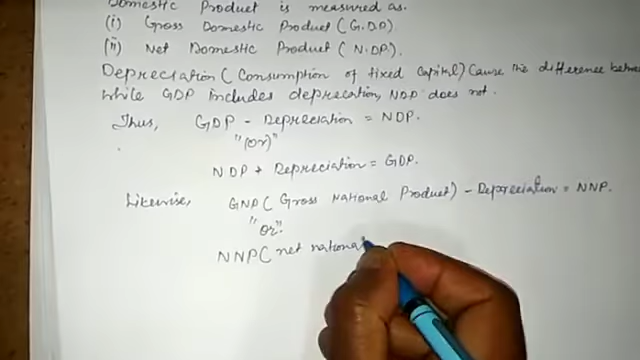 Domestic Product is measured as.
(i) Gross Domestic Product (G.D.P)
(ii) Net Domestic Product (N.D.P).
Depreciation (Consumption of fixed Capital) Cause the difference
While GDP includes deprecation, NDP does not.
Thus, GDP - Depreciation = NDP.
"(or)"
NDP + Depreciation = GDP.
Likewise, GNP (Gross National Product) - Depreciation = NNP.
"or".
NNP (net national